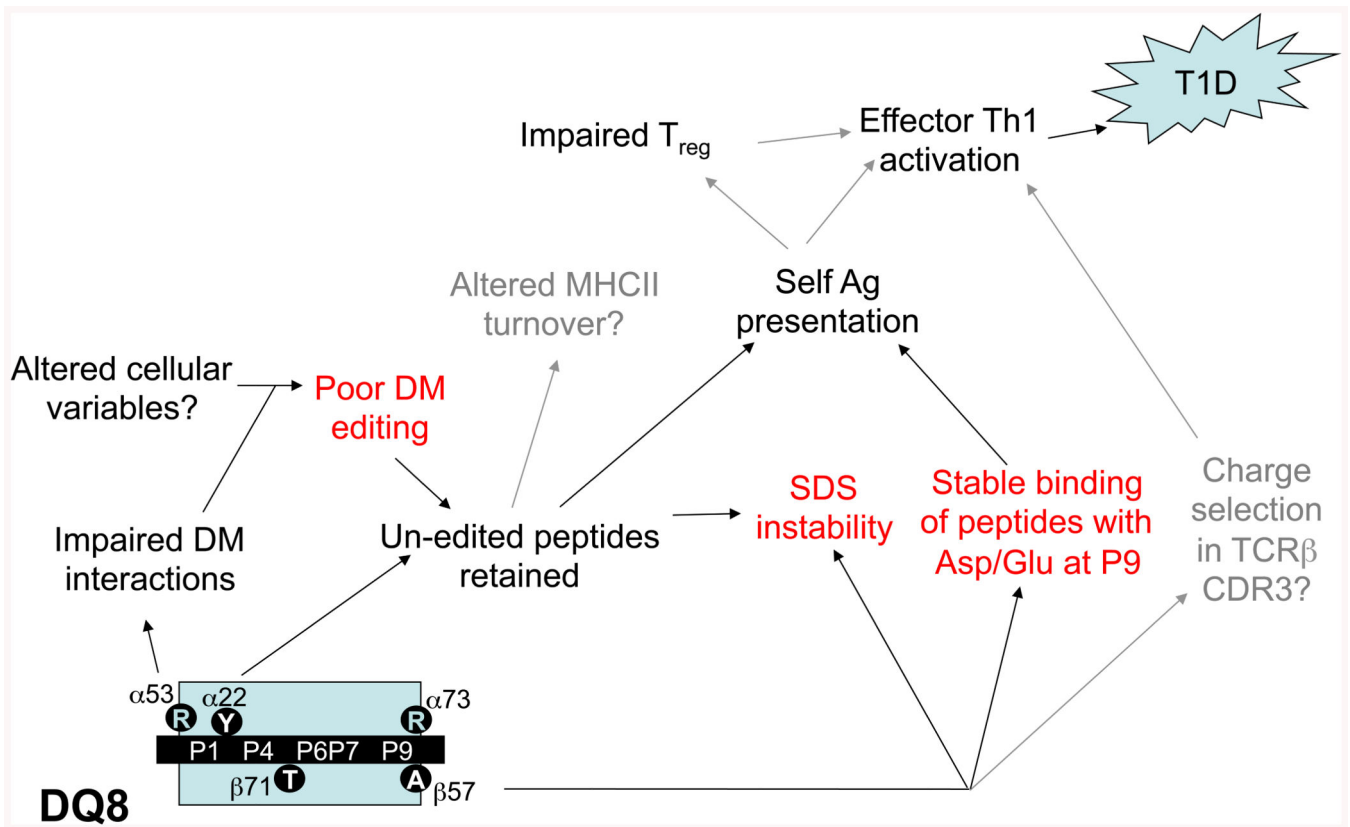 T1D
Impaired Treg
Effector Th1
activation
Altered MHCII
turnover?
Self Ag
presentation
Altered cellular
variables?
Poor DM
editing
Impaired DM
interactions
Un-edited peptides
retained
SDS
instability
Stable binding
of peptides with
Asp/Glu at P9
Charge
selection
in TCRβ
CDR3?
α53 α22 α73
R Y R
P1 P4 P6P7 P9
β71 T A β57
DQ8